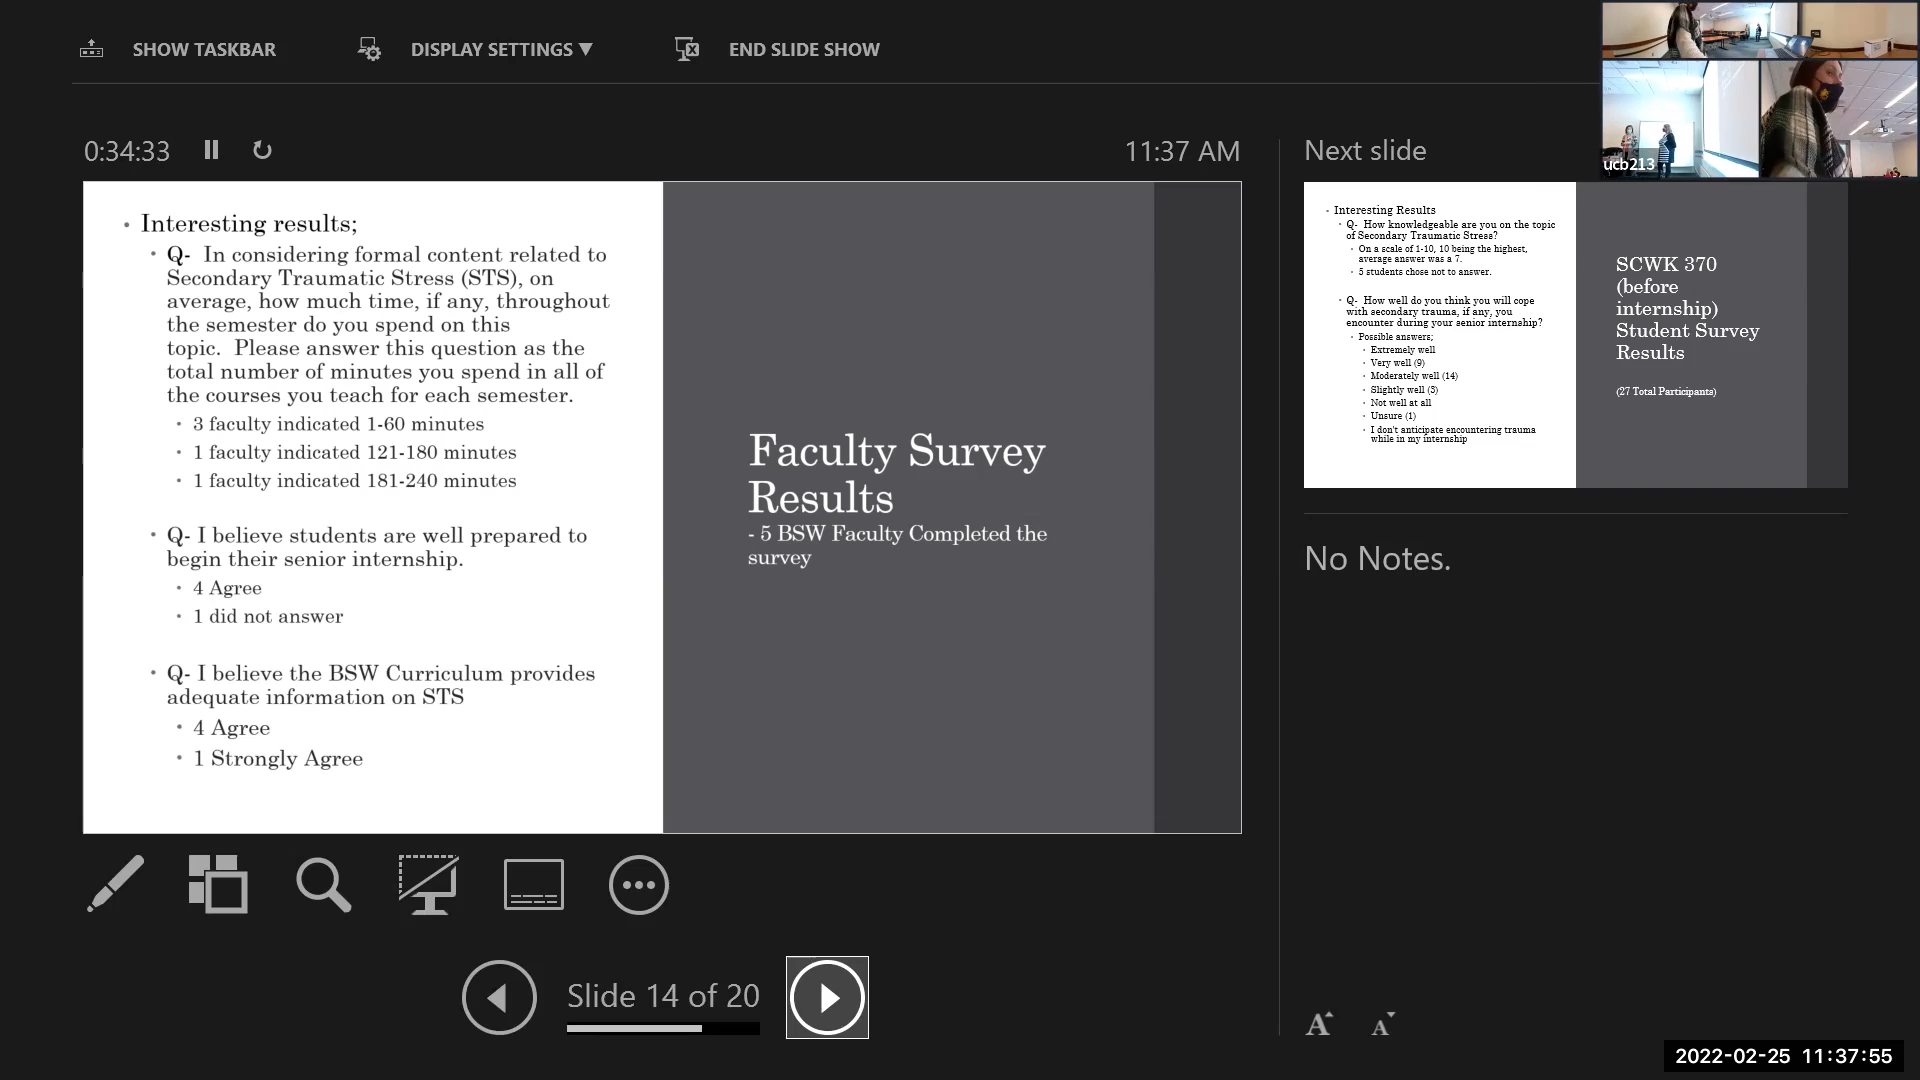 SHOW TASKBAR
DISPLAY SETTINGS ▼
END SLIDE SHOW
ucb213
0:34:33
11:37 AM
Next slide
• Interesting results;
• Q- In considering formal content related to
Secondary Traumatic Stress (STS), on
average, how much time, if any, throughout
the semester do you spend on this
topic. Please answer this question as the
total number of minutes you spend in all of
the courses you teach for each semester.
• 3 faculty indicated 1-60 minutes
• 1 faculty indicated 121-180 minutes
• 1 faculty indicated 181-240 minutes
• Q- I believe students are well prepared to
begin their senior internship.
• 4 Agree
• 1 did not answer
• Q- I believe the BSW Curriculum provides
adequate information on STS
• 4 Agree
• 1 Strongly Agree
Faculty Survey
Results
- 5 BSW Faculty Completed the
survey
• Interesting Results
• Q- How knowledgeable are you on the topic
of Secondary Traumatic Stress?
• On a scale of 1-10, 10 being the highest,
average answer was a 7.
• 5 students chose not to answer.
• Q- How well do you think you will cope
with secondary trauma, if any, you
encounter during your senior internship?
• Possible answers;
• Extremely well
• Very well (9)
• Moderately well (14)
• Slightly well (3)
• Not well at all
• Unsure (1)
• I don't anticipate encountering trauma
while in my internship
SCWK 370
(before
internship)
Student Survey
Results
(27 Total Participants)
No Notes.
Slide 14 of 20
A A
2022-02-25 11:37:55